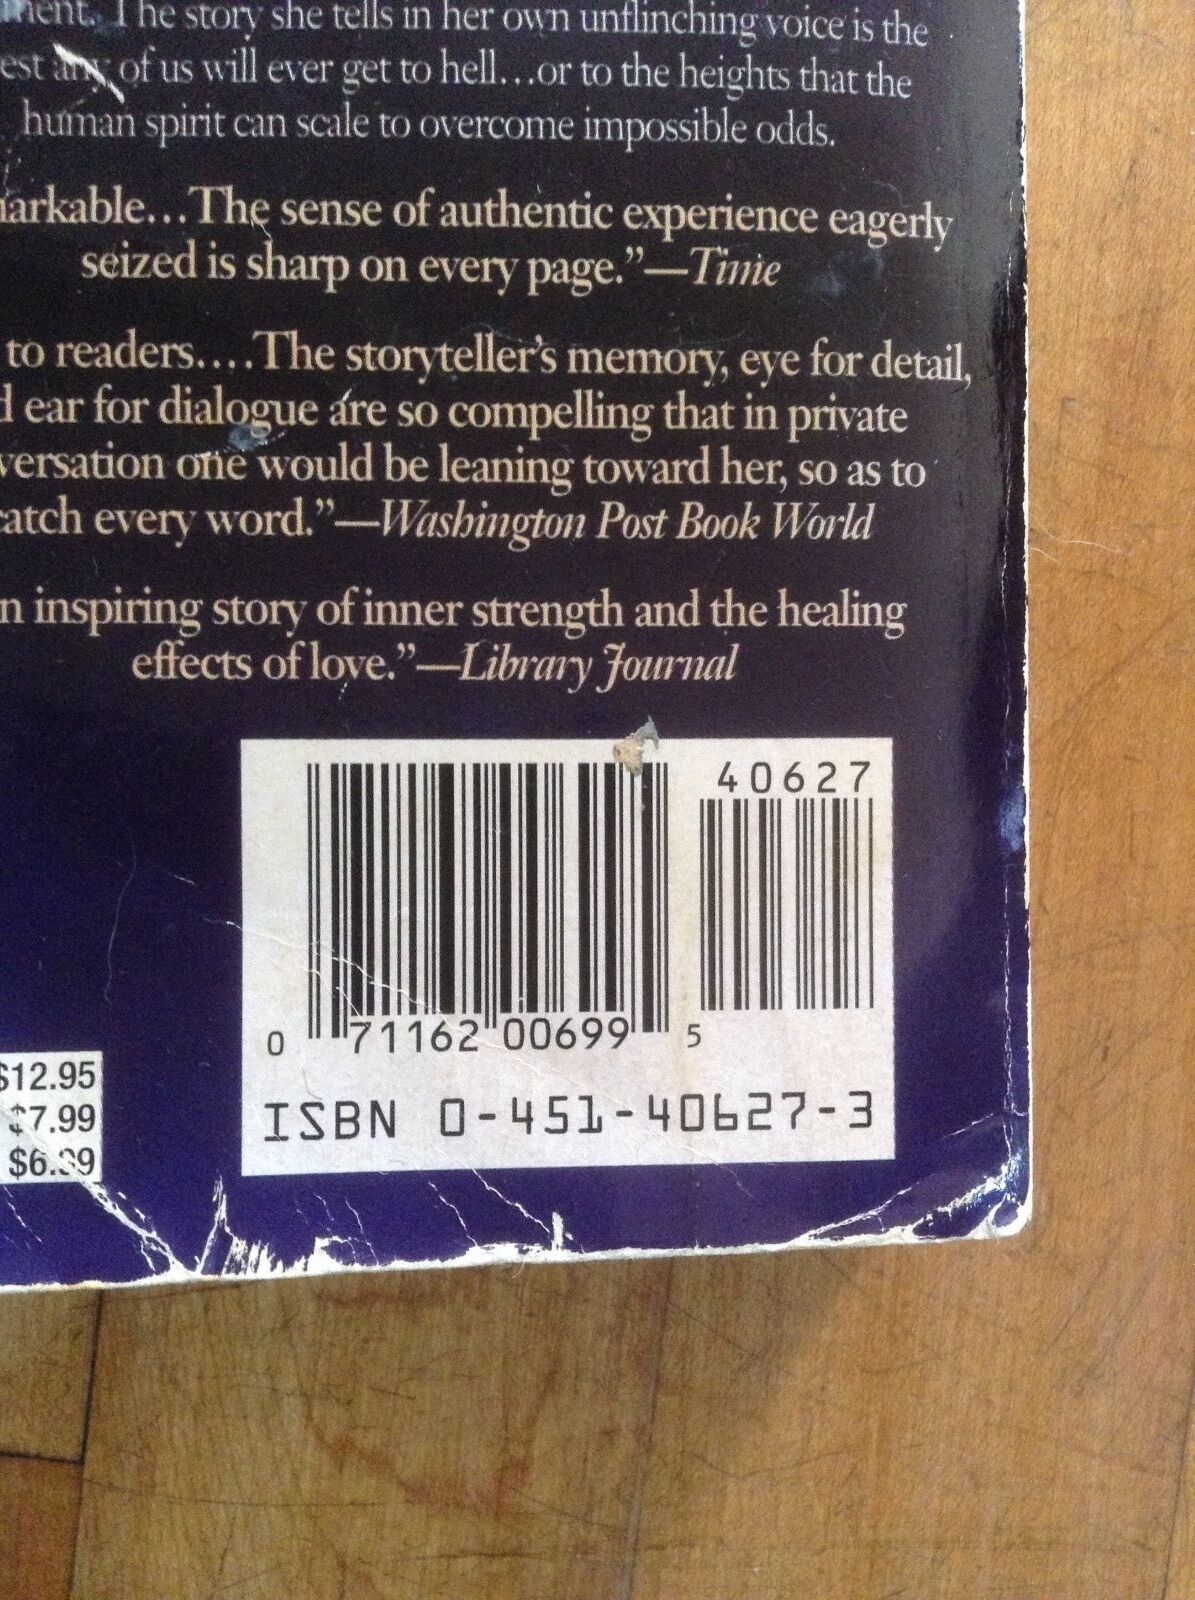 The story she tells in her own unflinching voice is the
any of us will ever get to hell...or to the heights that the
human spirit can scale to overcome impossible odds.
arkable...The sense of authentic experience eagerly
seized is sharp on every page."—Time
to readers....The storyteller's memory, eye for detail,
d ear for dialogue are so compelling that in private
versation one would be leaning toward her, so as to
atch every word."—Washington Post Book World
n inspiring story of inner strength and the healing
effects of love."—Library Journal
40627
0 71162 00699 5
ISBN 0-451-40627-3
$12.95
$7.99